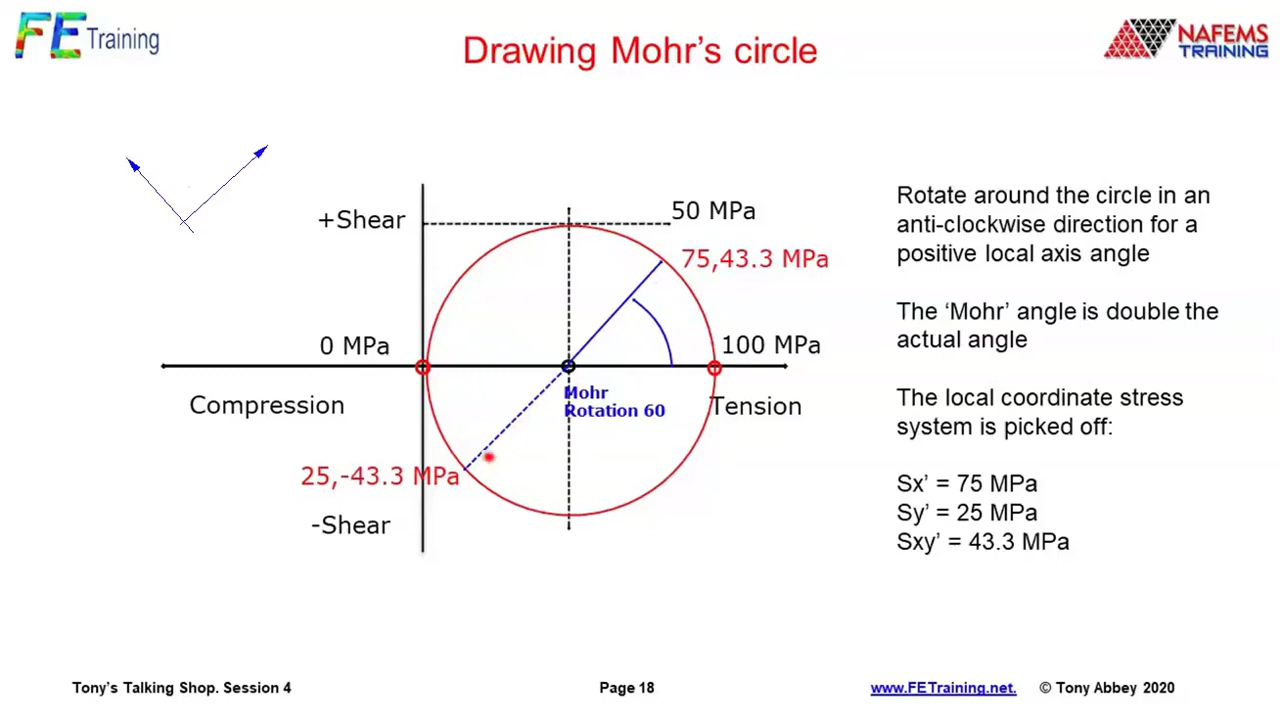 FE Training
Drawing Mohr's circle
NAFEMS
TRAINING
+Shear
50 MPa
75,43.3 MPa
0 MPa
100 MPa
Mohr
Rotation 60
Compression
Tension
25,-43.3 MPa
-Shear
Rotate around the circle in an
anti-clockwise direction for a
positive local axis angle
The ‘Mohr’ angle is double the
actual angle
The local coordinate stress
system is picked off:
Sx’ = 75 MPa
Sy’ = 25 MPa
Sxy’ = 43.3 MPa
Tony’s Talking Shop. Session 4
Page 18
www.FETraining.net.
© Tony Abbey 2020